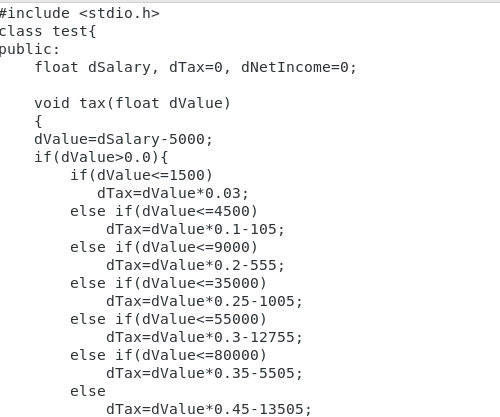 #include <stdio.h>
class test{
public:
    float dSalary, dTax=0, dNetIncome=0;

    void tax(float dValue)
    {
    dValue=dSalary-5000;
    if(dValue>0.0){
        if(dValue<=1500)
           dTax=dValue*0.03;
        else if(dValue<=4500)
            dTax=dValue*0.1-105;
        else if(dValue<=9000)
            dTax=dValue*0.2-555;
        else if(dValue<=35000)
            dTax=dValue*0.25-1005;
        else if(dValue<=55000)
            dTax=dValue*0.3-12755;
        else if(dValue<=80000)
            dTax=dValue*0.35-5505;
        else
            dTax=dValue*0.45-13505;